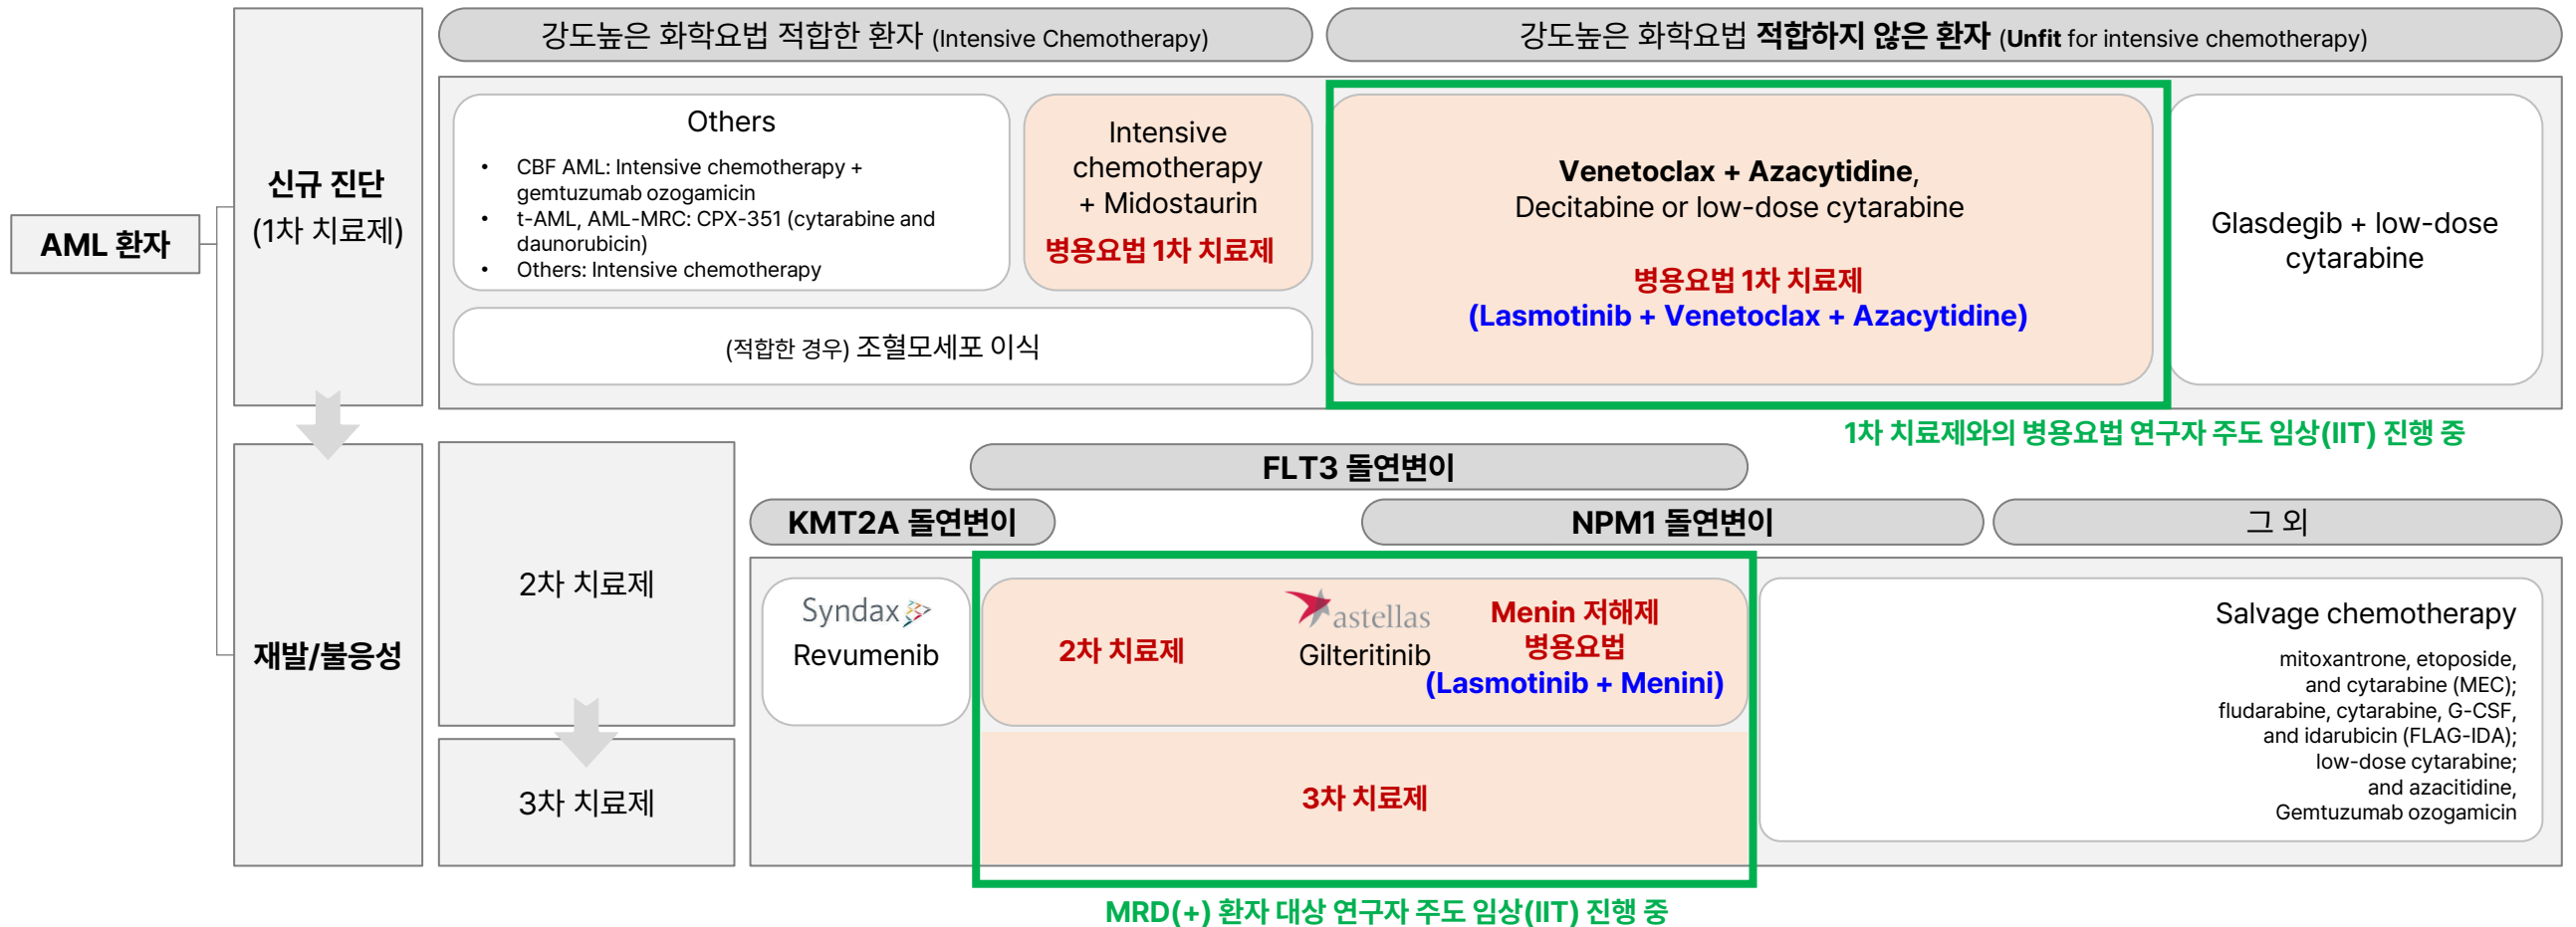 강도높은 화학요법 적합한 환자 (Intensive Chemotherapy)
강도높은 화학요법 적합하지 않은 환자 (Unfit for intensive chemotherapy)
AML 환자
신규 진단
(1차 치료제)
Others
• CBF AML: Intensive chemotherapy +
gemtuzumab ozogamicin
• t-AML, AML-MRC: CPX-351 (cytarabine and
daunorubicin)
• Others: Intensive chemotherapy
Intensive
chemotherapy
+ Midostaurin
병용요법 1차 치료제
(적합한 경우) 조혈모세포 이식
Venetoclax + Azacytidine,
Decitabine or low-dose cytarabine
병용요법 1차 치료제
(Lasmotinib + Venetoclax + Azacytidine)
Glasdegib + low-dose
cytarabine
1차 치료제와의 병용요법 연구자 주도 임상(IIT) 진행 중
재발/불응성
2차 치료제
3차 치료제
FLT3 돌연변이
KMT2A 돌연변이
NPM1 돌연변이
그 외
Syndax
Revumenib
2차 치료제
astellas
Gilteritinib
Menin 저해제
병용요법
(Lasmotinib + Menini)
3차 치료제
Salvage chemotherapy
mitoxantrone, etoposide,
and cytarabine (MEC);
fludarabine, cytarabine, G-CSF,
and idarubicin (FLAG-IDA);
low-dose cytarabine;
and azacitidine,
Gemtuzumab ozogamicin
MRD(+) 환자 대상 연구자 주도 임상(IIT) 진행 중